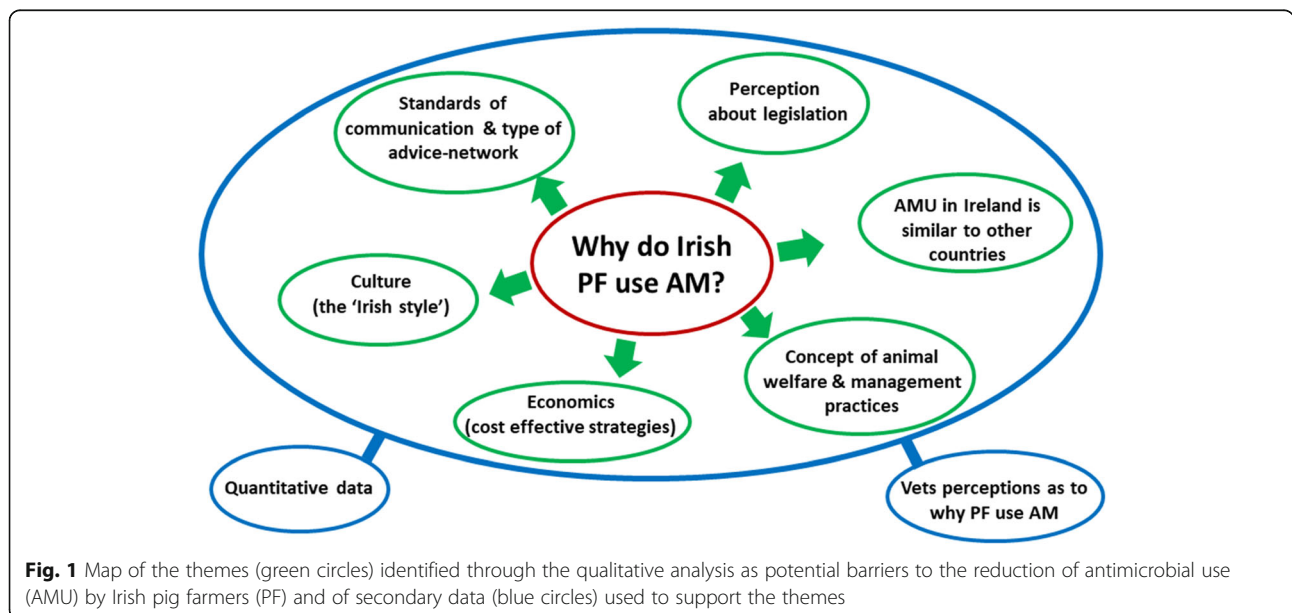 Standards of
communication & type of
advice-network
Perception
about legislation
AMU in Ireland is
similar to other
countries
Why do Irish
PF use AM?
Culture
(the 'Irish style')
Concept of animal
welfare & management
practices
Economics
(cost effective strategies)
Quantitative data
Vets perceptions as to
why PF use AM
Fig. 1 Map of the themes (green circles) identified through the qualitative analysis as potential barriers to the reduction of antimicrobial use
(AMU) by Irish pig farmers (PF) and of secondary data (blue circles) used to support the themes